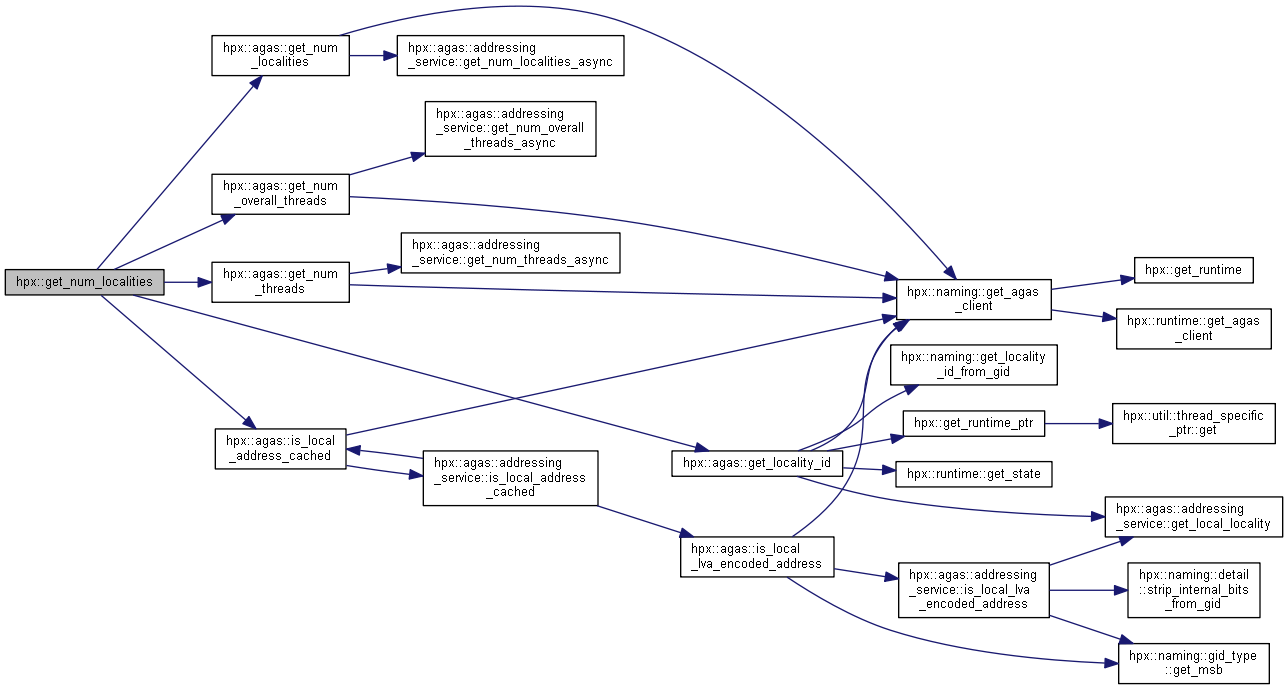 hpx::get_num_localities
hpx::agas::get_num
_localities
hpx::agas::addressing
_service::get_num_localities_async
hpx::agas::get_num
_overall_threads
hpx::agas::addressing
_service::get_num_overall
_threads_async
hpx::agas::get_num
_threads
hpx::agas::addressing
_service::get_num_threads_async
hpx::agas::is_local
_address_cached
hpx::agas::addressing
_service::is_local_address
_cached
hpx::agas::get_locality_id
hpx::agas::is_local
_lva_encoded_address
hpx::naming::get_agas
_client
hpx::naming::get_locality
_id_from_gid
hpx::get_runtime_ptr
hpx::runtime::get_state
hpx::agas::addressing
_service::is_local_lva
_encoded_address
hpx::get_runtime
hpx::runtime::get_agas
_client
hpx::util::thread_specific
_ptr::get
hpx::agas::addressing
_service::get_local_locality
hpx::naming::detail
::strip_internal_bits
_from_gid
hpx::naming::gid_type
::get_msb